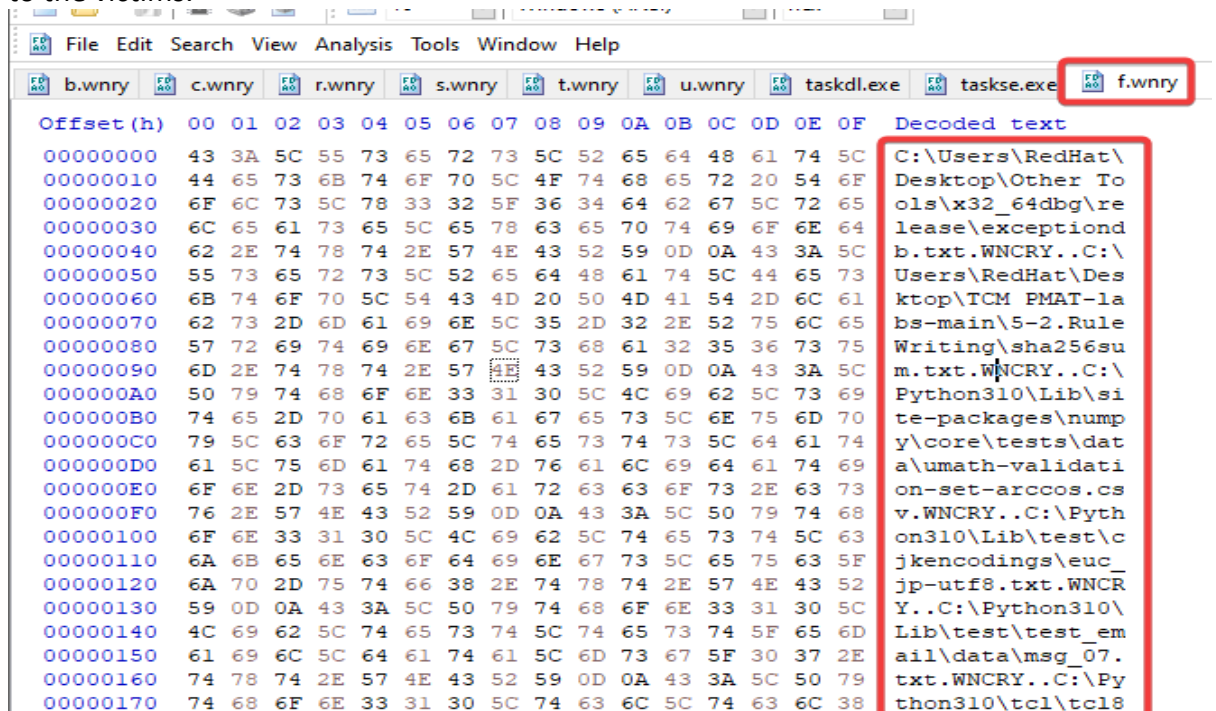 File Edit Search View Analysis Tools Window Help
b.wnry c.wnry r.wnry s.wnry t.wnry u.wnry taskdl.exe taskse.exe f.wnry
Offset(h) 00 01 02 03 04 05 06 07 08 09 0A 0B 0C 0D 0E 0F Decoded text
00000000 43 3A 5C 55 73 65 72 73 5C 52 65 64 48 61 74 5C C:\Users\RedHat\
00000010 44 65 73 6B 74 6F 70 5C 4F 74 68 65 72 20 54 6F Desktop\Other To
00000020 6F 6C 73 5C 78 33 32 5F 36 34 64 62 67 5C 72 65 ols\x32_64dbg\re
00000030 6C 65 61 73 65 5C 65 78 63 65 70 74 69 6F 6E 64 lease\exceptiond
00000040 62 2E 74 78 74 2E 57 4E 43 52 59 0D 0A 43 3A 5C b.txt.WNCRY..C:\
00000050 55 73 65 72 73 5C 52 65 64 48 61 74 5C 44 65 73 Users\RedHat\Des
00000060 6B 74 6F 70 5C 54 43 4D 20 50 4D 41 54 2D 6C 61 ktop\TCM PMAT-la
00000070 62 73 2D 6D 61 69 6E 5C 35 2D 32 2E 52 75 6C 65 bs-main\5-2.Rule
00000080 57 72 69 74 69 6E 67 5C 73 68 61 32 35 36 73 75 Writing\sha256su
00000090 6D 2E 74 78 74 2E 57 4E 43 52 59 0D 0A 43 3A 5C m.txt.WNCRY..C:\
000000A0 50 79 74 68 6F 6E 33 31 30 5C 4C 69 62 5C 73 69 Python310\Lib\si
000000B0 74 65 2D 70 61 63 6B 61 67 65 73 5C 6E 75 6D 70 te-packages\nump
000000C0 79 5C 63 6F 72 65 5C 74 65 73 74 73 5C 64 61 74 y\core\tests\dat
000000D0 61 5C 75 6D 61 74 68 2D 76 61 6C 69 64 61 74 69 a\umath-validati
000000E0 6F 6E 2D 73 65 74 2D 61 72 63 63 6F 73 2E 63 73 on-set-arccos.cs
000000F0 76 2E 57 4E 43 52 59 0D 0A 43 3A 5C 50 79 74 68 v.WNCRY..C:\Pyth
00000100 6F 6E 33 31 30 5C 4C 69 62 5C 74 65 73 74 5C 63 on310\Lib\test\c
00000110 6A 6B 65 6E 63 6F 64 69 6E 67 73 5C 65 75 63 5F jkencodings\euc_
00000120 6A 70 2D 75 74 66 38 2E 74 78 74 2E 57 4E 43 52 jp-utf8.txt.WNCR
00000130 59 0D 0A 43 3A 5C 50 79 74 68 6F 6E 33 31 30 5C Y..C:\Python310\
00000140 4C 69 62 5C 74 65 73 74 5C 74 65 73 74 5F 65 6D Lib\test\test_em
00000150 61 69 6C 5C 64 61 74 61 5C 6D 73 67 5F 30 37 2E ail\data\msg_07.
00000160 74 78 74 2E 57 4E 43 52 59 0D 0A 43 3A 5C 50 79 txt.WNCRY..C:\Py
00000170 74 68 6F 6E 33 31 30 5C 74 63 6C 5C 74 63 6C 38 thon310\tcl\tcl8